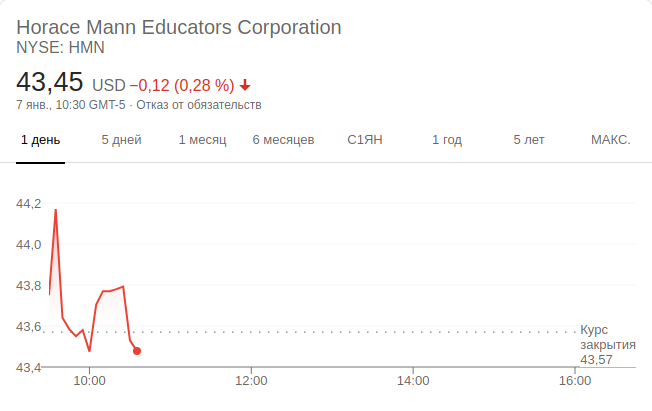 Horace Mann Educators Corporation
NYSE: HMN
43,45 USD −0,12 (0,28 %)
7 янв., 10:30 GMT-5 · Отказ от обязательств
1 день 5 дней 1 месяц 6 месяцев С1ЯН 1 год 5 лет МАКС.
44,2
44,0
43,8
43,6
Курс
закрытия
43,57
43,4
10:00 12:00 14:00 16:00